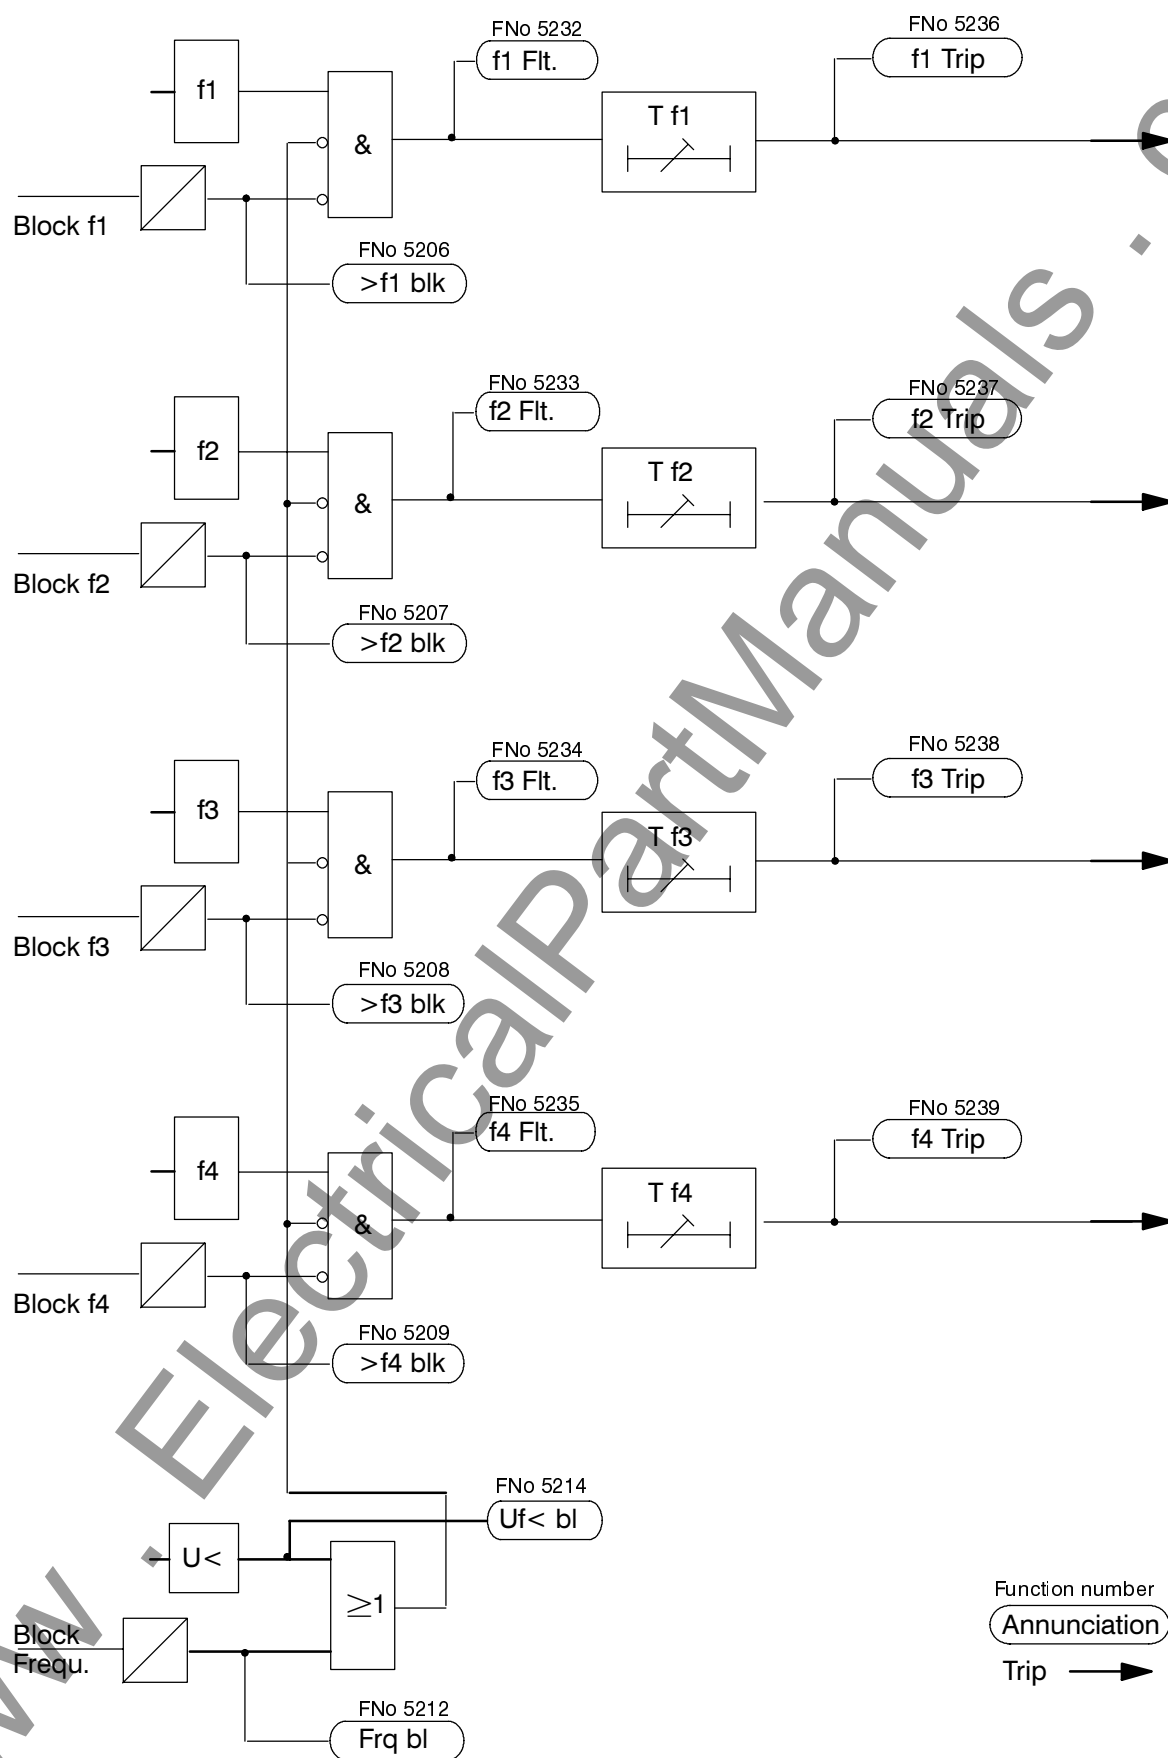 FNo 5232
f1 Flt.
FNo 5236
f1 Trip
f1
&
T f1
Block f1
FNo 5206
>f1 blk
FNo 5233
f2 Flt.
FNo 5237
f2 Trip
f2
&
T f2
Block f2
FNo 5207
>f2 blk
FNo 5234
f3 Flt.
FNo 5238
f3 Trip
f3
&
T f3
Block f3
FNo 5208
>f3 blk
FNo 5235
f4 Flt.
FNo 5239
f4 Trip
f4
&
T f4
Block f4
FNo 5209
>f4 blk
FNo 5214
Uf< bl
U<
≥1
Block
Frequ.
FNo 5212
Frq bl
Function number
Annunciation
Trip
w . ElectricalPartManuals .